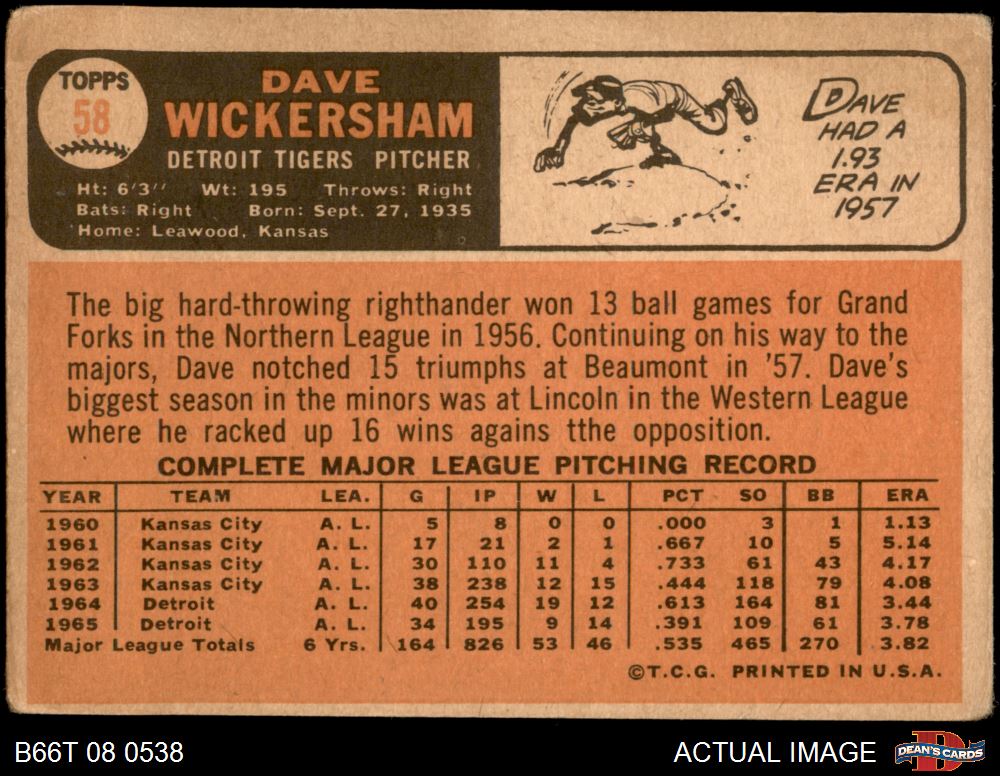 TOPPS
58
DAVE
WICKERSHAM
DETROIT TIGERS PITCHER
Ht: 6'3" Wt: 195 Throws: Right
Bats: Right Born: Sept. 27, 1935
Home: Leawood, Kansas
DAVE
HAD A
1.93
ERA IN
1957
The big hard-throwing righthander won 13 ball games for Grand
Forks in the Northern League in 1956. Continuing on his way to the
majors, Dave notched 15 triumphs at Beaumont in '57. Dave's
biggest season in the minors was at Lincoln in the Western League
where he racked up 16 wins agains tthe opposition.
COMPLETE MAJOR LEAGUE PITCHING RECORD
YEAR TEAM LEA. G IP W L PCT SO BB ERA
1960 Kansas City A. L. 5 8 0 0 .000 3 1 1.13
1961 Kansas City A. L. 17 21 2 1 .667 10 5 5.14
1962 Kansas City A. L. 30 110 11 4 .733 61 43 4.17
1963 Kansas City A. L. 38 238 12 15 .444 118 79 4.08
1964 Detroit A. L. 40 254 19 12 .613 164 81 3.44
1965 Detroit A. L. 34 195 9 14 .391 109 61 3.78
Major League Totals 6 Yrs. 164 826 53 46 .535 465 270 3.82
©T.C.G. PRINTED IN U.S.A.
B66T 08 0538 ACTUAL IMAGE DEAN'S CARDS